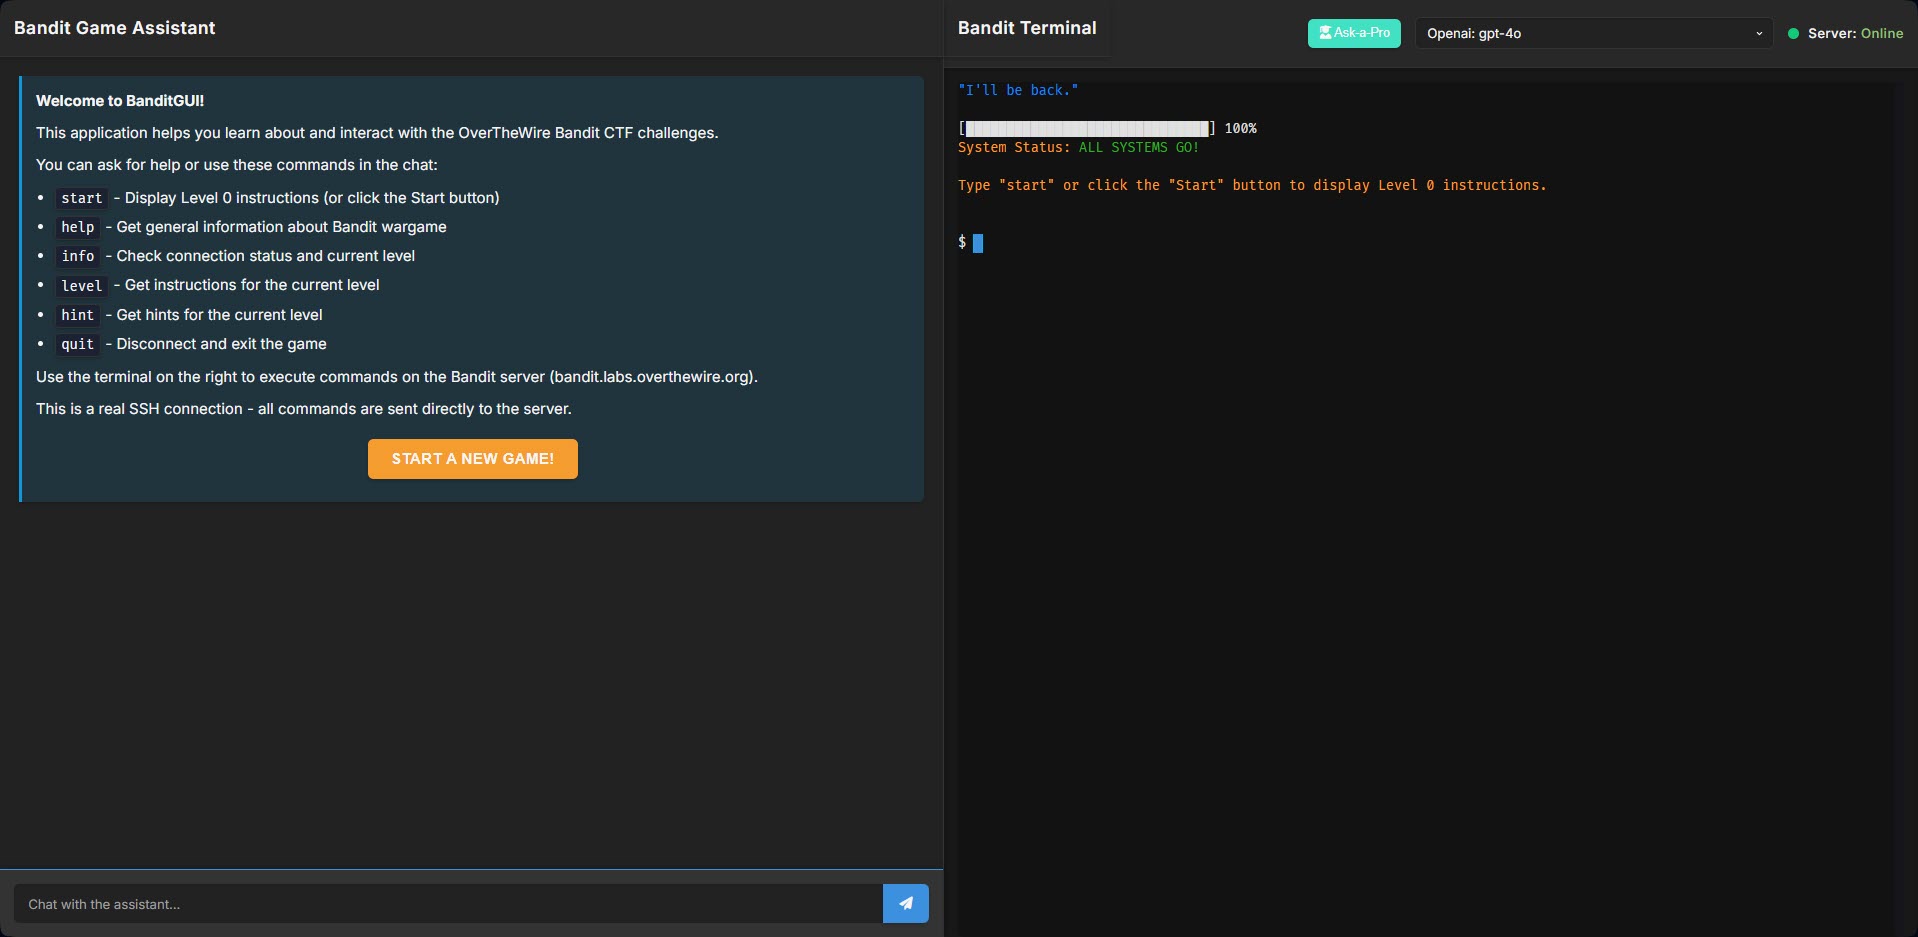 Bandit Game Assistant
Welcome to BanditGUI!
This application helps you learn about and interact with the OverTheWire Bandit CTF challenges.
You can ask for help or use these commands in the chat:
• start - Display Level 0 instructions (or click the Start button)
• help - Get general information about Bandit wargame
• info - Check connection status and current level
• level - Get instructions for the current level
• hint - Get hints for the current level
• quit - Disconnect and exit the game
Use the terminal on the right to execute commands on the Bandit server (bandit.labs.overthewire.org).
This is a real SSH connection - all commands are sent directly to the server.
START A NEW GAME!
Chat with the assistant...
Bandit Terminal
Ask-a-Pro
Openai: gpt-4o
Server: Online
"I'll be back."
[██████████████████████████████] 100%
System Status: ALL SYSTEMS GO!
Type "start" or click the "Start" button to display Level 0 instructions.
$